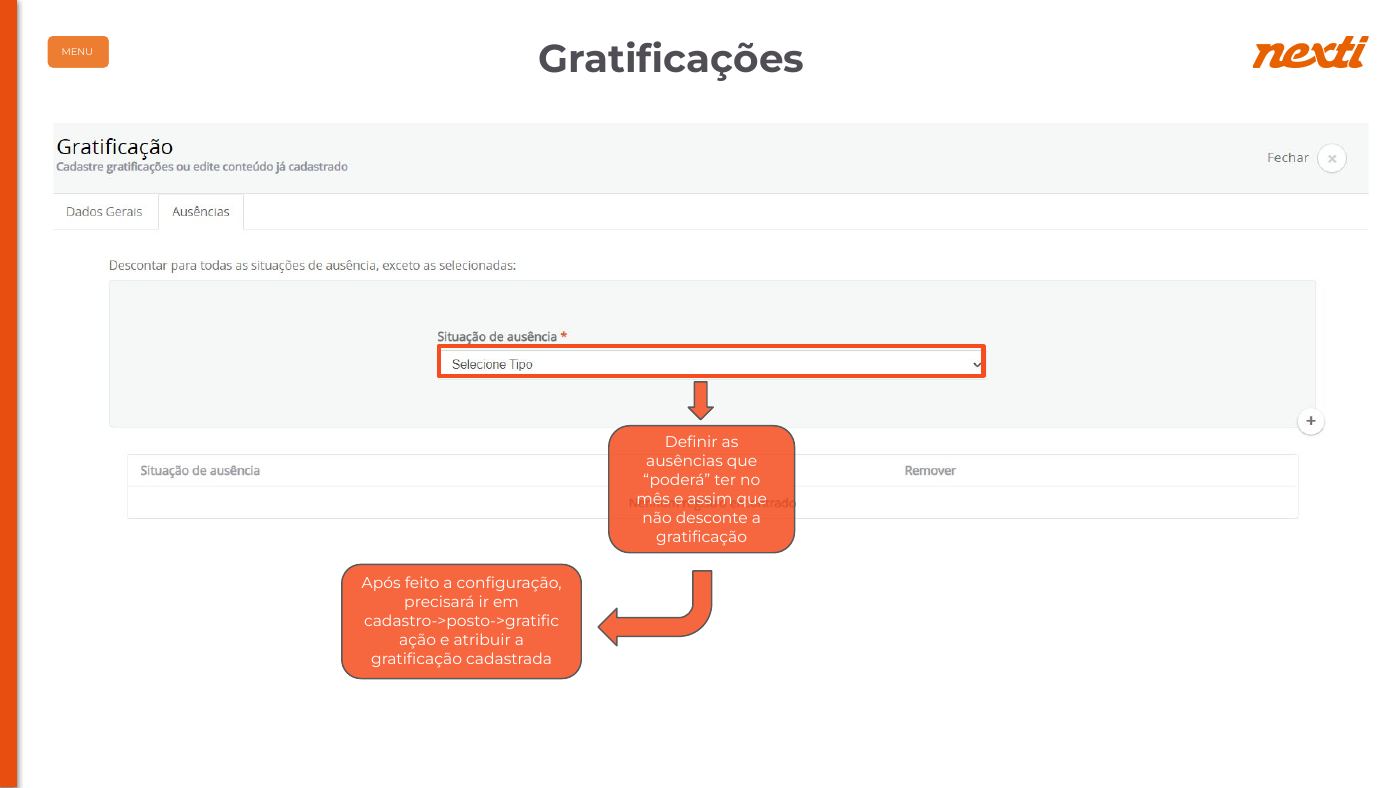 MENU
Gratificações
nexti
Gratificação
Cadastre gratificações ou edite conteúdo já cadastrado
Fechar
×
Dados Gerais
Ausências
Descontar para todas as situações de ausência, exceto as selecionadas:
Situação de ausência *
Selecione Tipo
+
Situação de ausência
Remover
Definir as
ausências que
“poderá” ter no
mês e assim que
não desconte a
gratificação
Após feito a configuração,
precisará ir em
cadastro->posto->gratific
ação e atribuir a
gratificação cadastrada